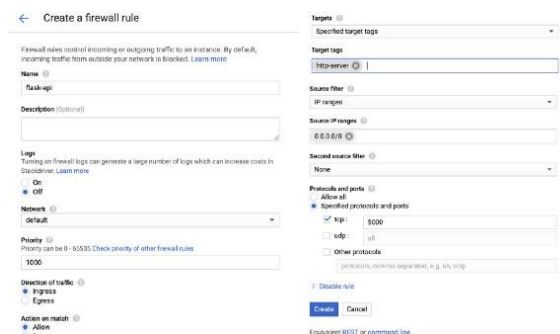 Create a firewall rule
Firewall rules control incoming or outgoing traffic to an instance. By default,
incoming traffic from outside your network is blocked. Learn more
Name
flask-api
Description (Optional)
Logs
Turning on firewall logs can generate a large number of logs which can increase costs in
Stackdriver. Learn more
On
Off
Network
default
Priority
Priority can be 0 - 65535 Check priority of other firewall rules
1000
Direction of traffic
Ingress
Egress
Action on match
Allow
Targets
Specified target tags
Target tags
http-server
Source filter
IP ranges
Source IP ranges
0.0.0.0/0
Second source filter
None
Protocols and ports
Allow all
Specified protocols and ports
tcp : 5000
udp : all
Other protocols
protocols, comma separated, e.g. ah, sctp
Disable rule
Create Cancel
Equivalent REST or command line